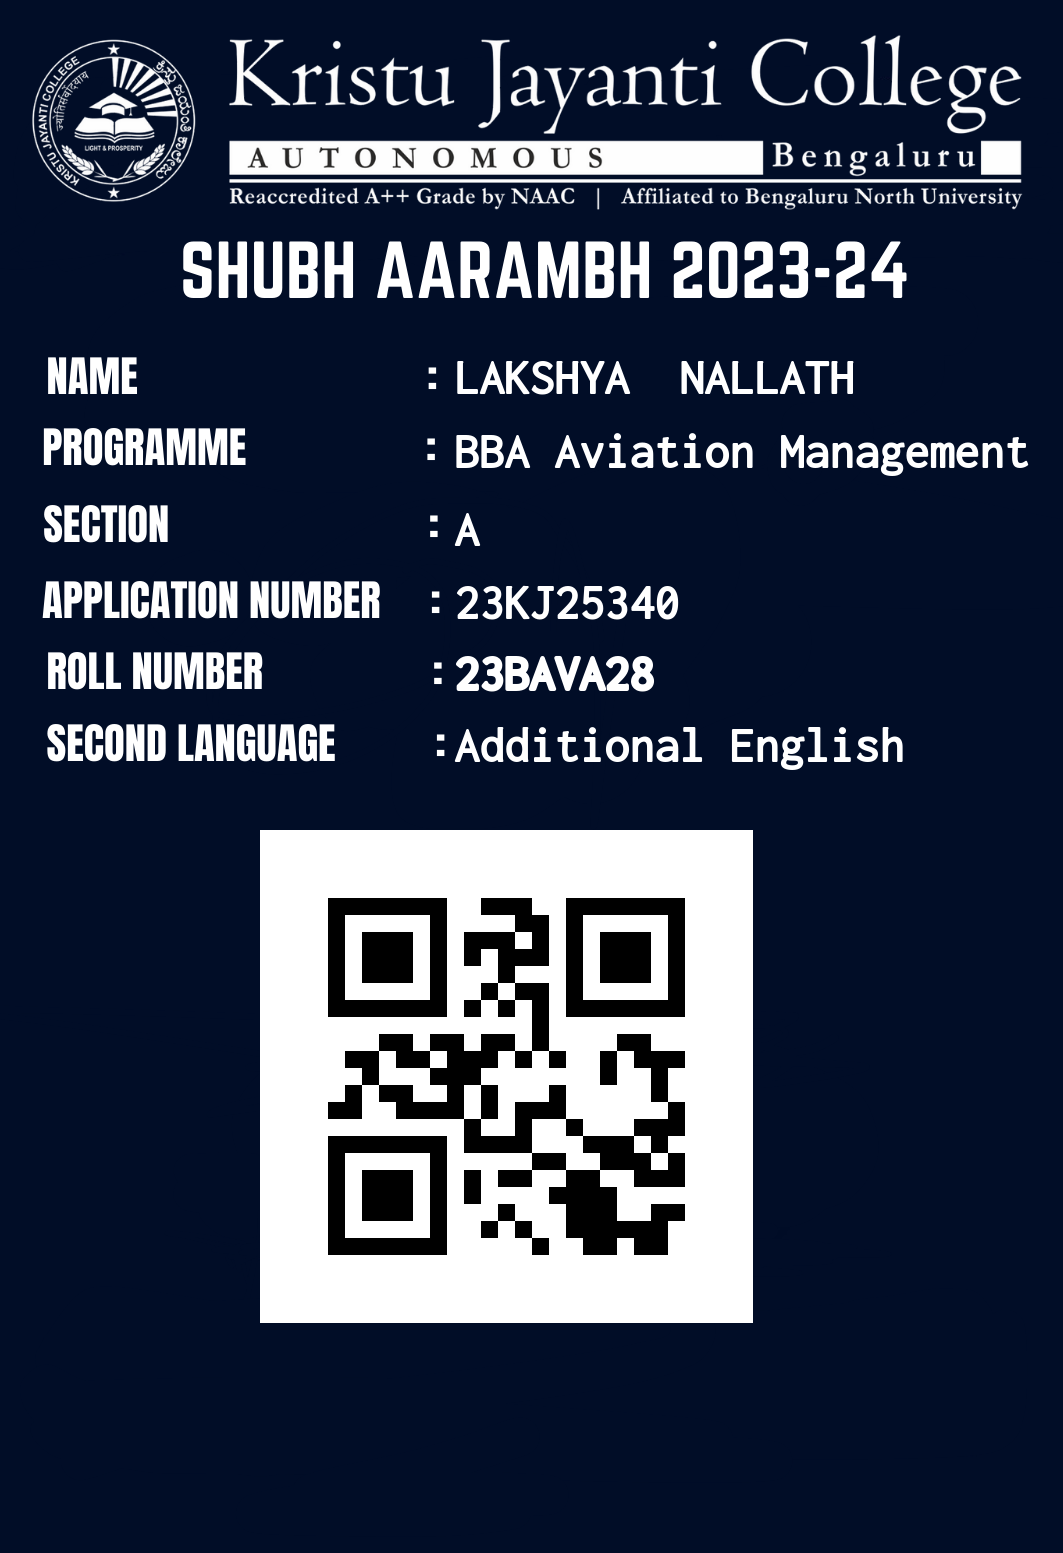 Kristu Jayanti College
AUTONOMOUS Bengaluru
Reaccredited A++ Grade by NAAC | Affiliated to Bengaluru North University
KRISTU JAYANTI COLLEGE
LIGHT & PROSPERITY
SHUBH AARAMBH 2023-24
NAME : LAKSHYA NALLATH
PROGRAMME : BBA Aviation Management
SECTION : A
APPLICATION NUMBER : 23KJ25340
ROLL NUMBER : 23BAVA28
SECOND LANGUAGE : Additional English